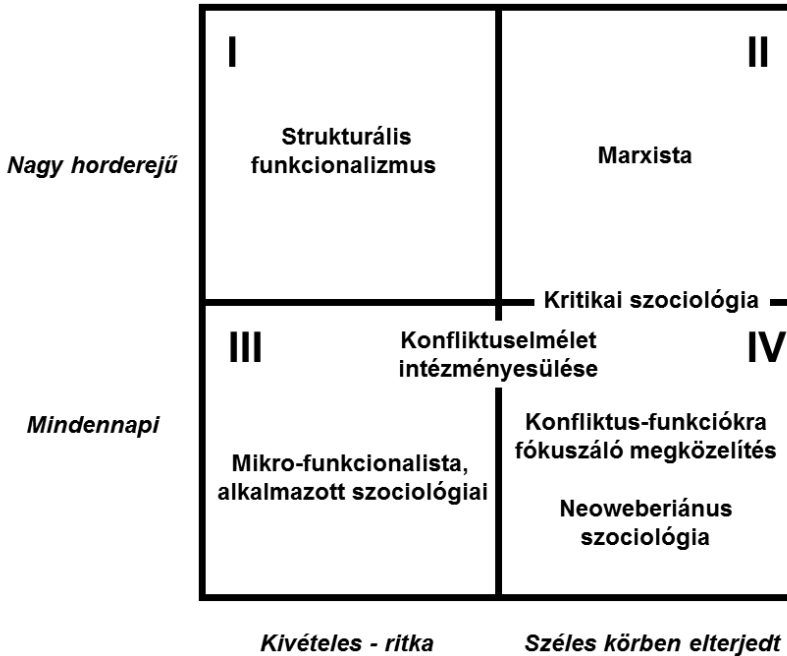 I
II
Strukturális
funkcionalizmus
Marxista
Nagy horderejű
Kritikai szociológia
III
Konfliktuselmélet
intézményesülése
IV
Mindennapi
Konfliktus-funkciókra
fókuszáló megközelítés
Mikro-funkcionalista,
alkalmazott szociológiai
Neoweberiánus
szociológia
Kivételes - ritka
Széles körben elterjedt